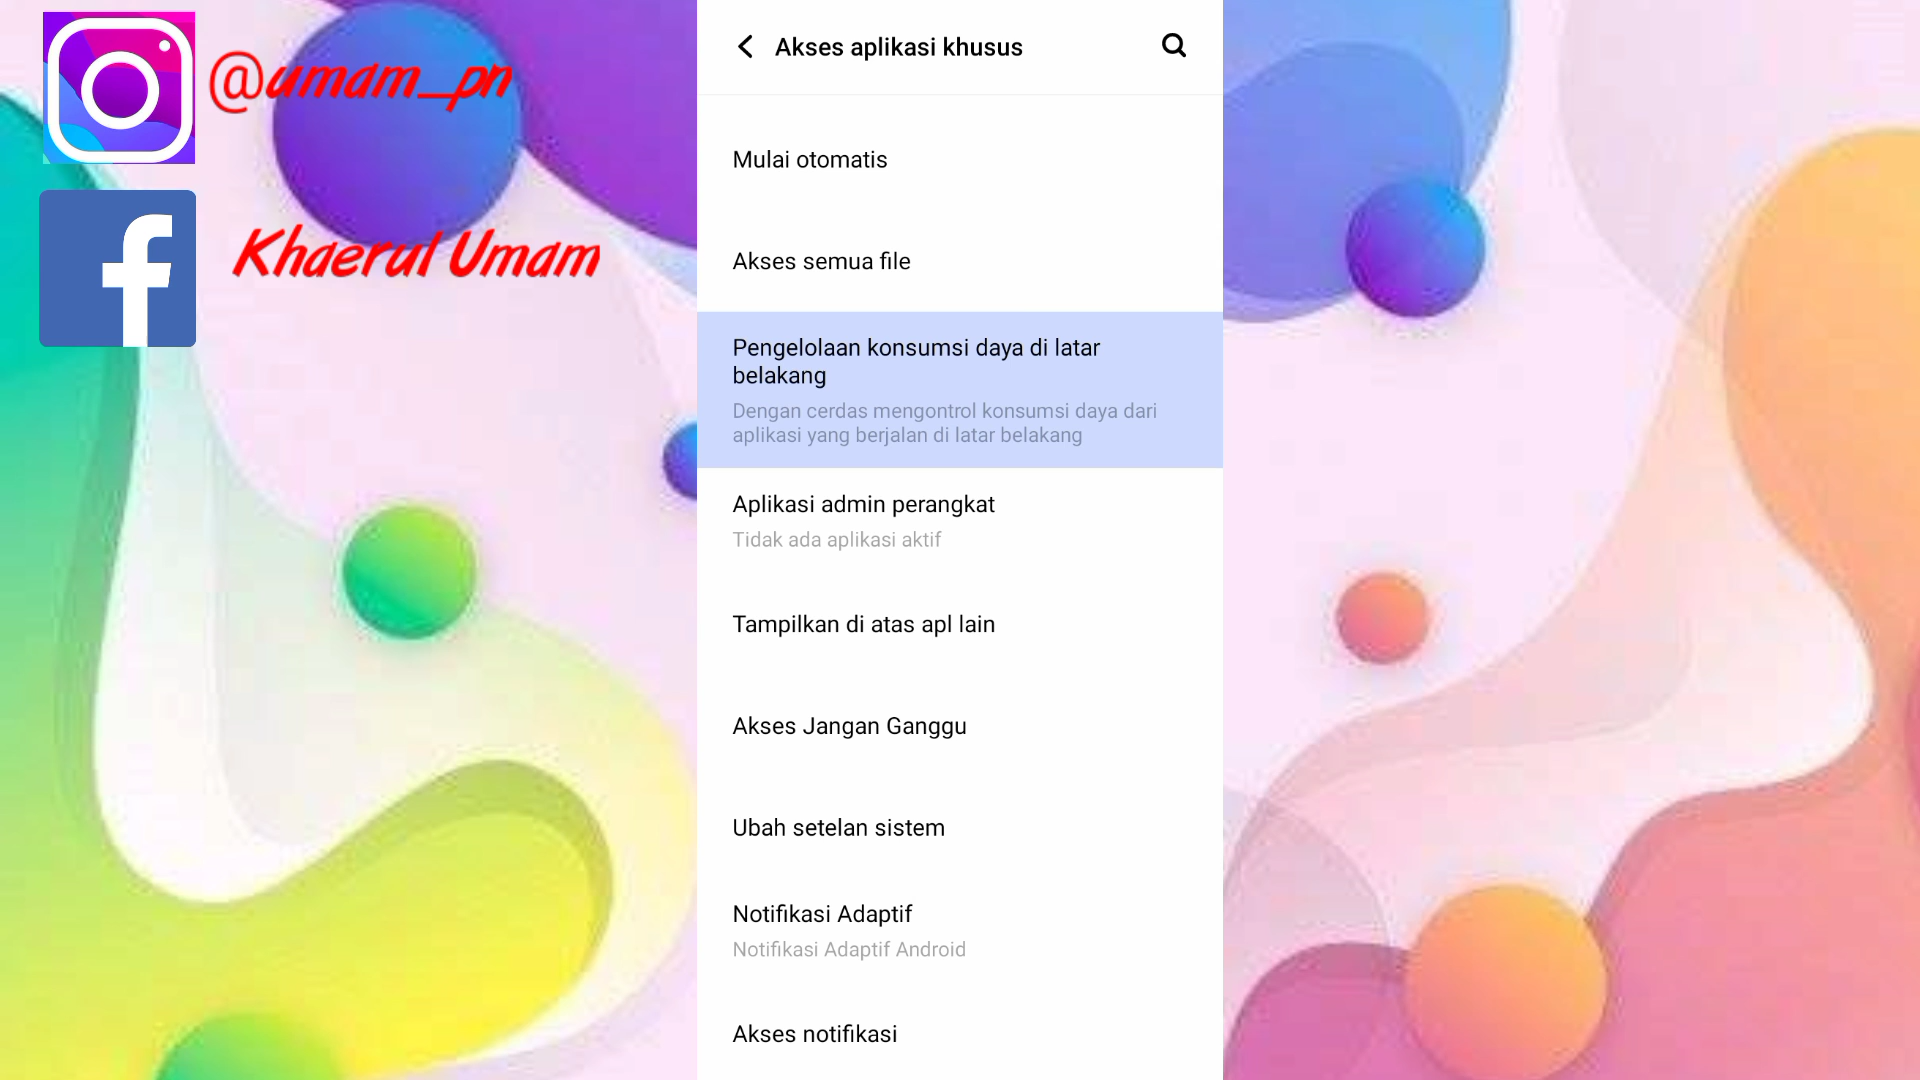 @umam_pn
Khaerul Umam
Akses aplikasi khusus
Mulai otomatis
Akses semua file
Pengelolaan konsumsi daya di latar
belakang
Dengan cerdas mengontrol konsumsi daya dari
aplikasi yang berjalan di latar belakang
Aplikasi admin perangkat
Tidak ada aplikasi aktif
Tampilkan di atas apl lain
Akses Jangan Ganggu
Ubah setelan sistem
Notifikasi Adaptif
Notifikasi Adaptif Android
Akses notifikasi